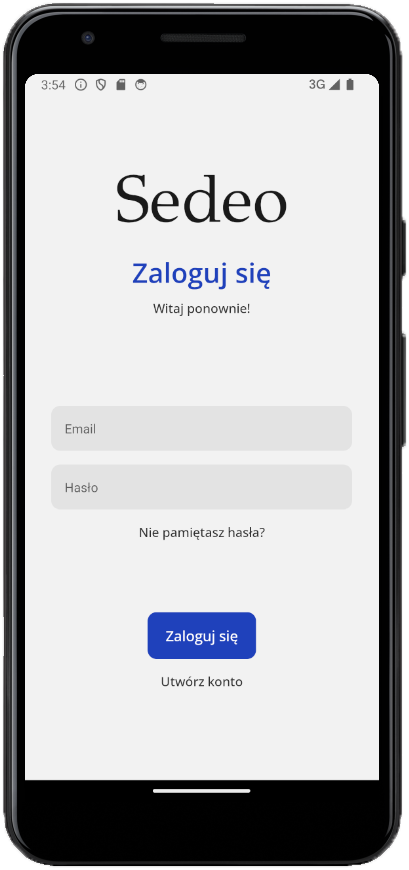 3:54 3G
Sedeo
Zaloguj się
Witaj ponownie!
Email
Hasło
Nie pamiętasz hasła?
Zaloguj się
Utwórz konto